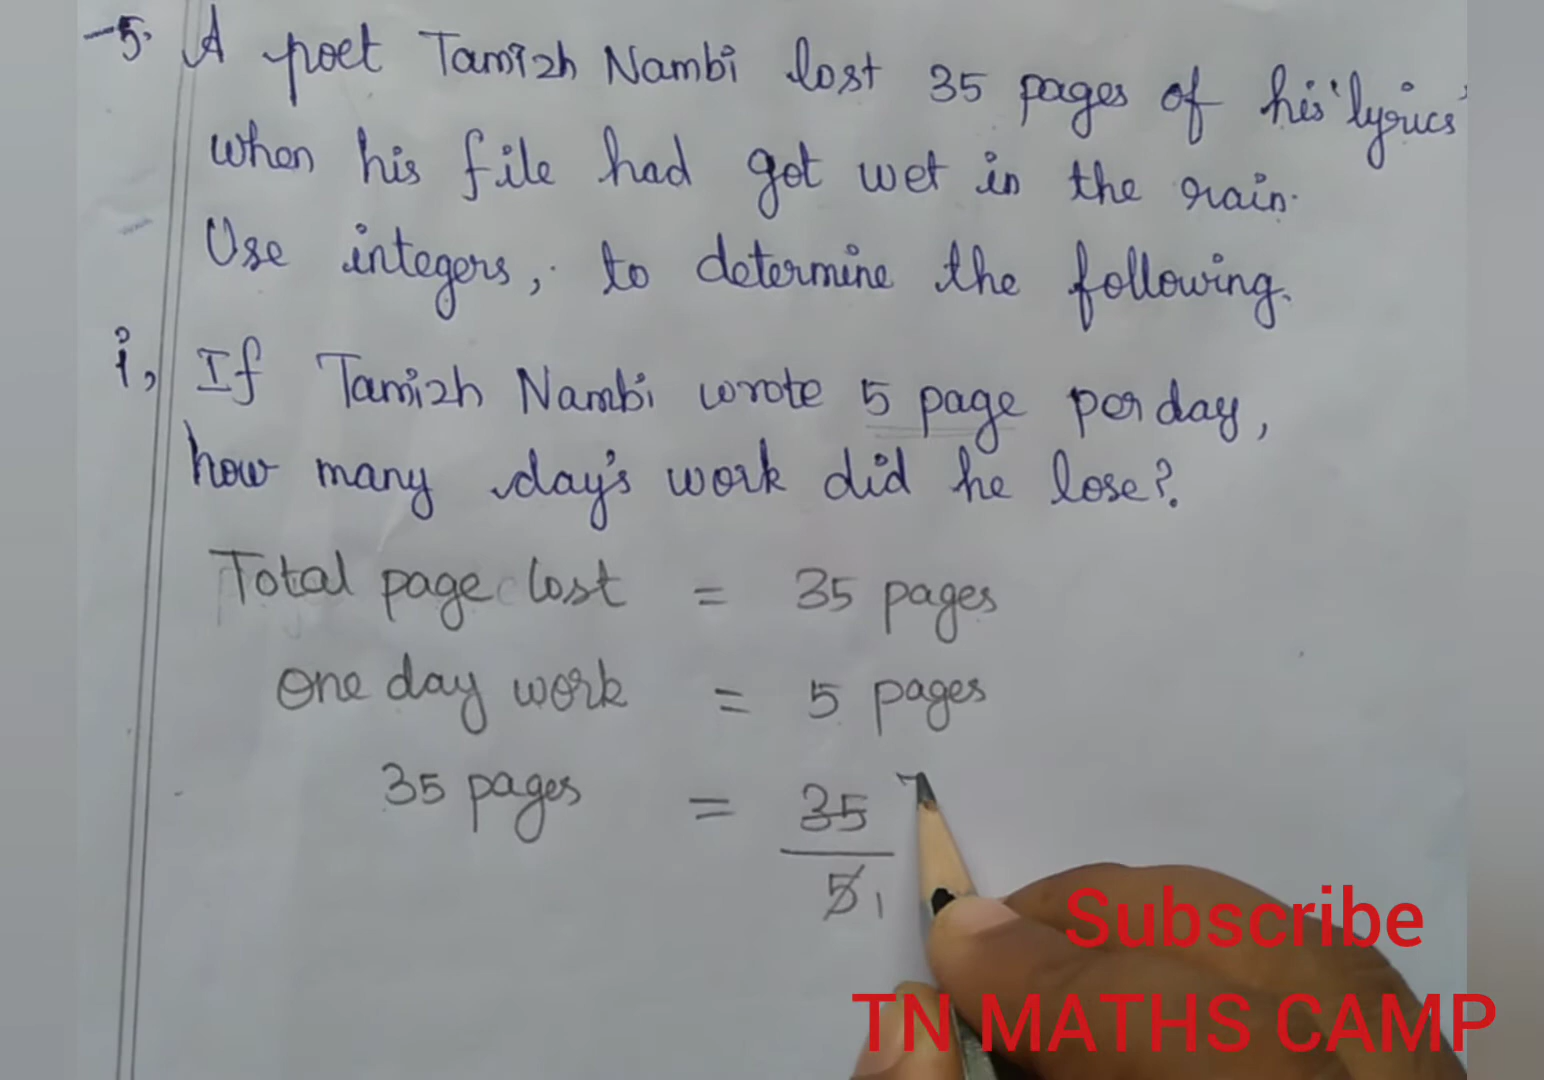 5. A poet Tamizh Nambi lost 35 pages of his 'lyrics'
when his file had got wet in the rain.
Use integers, to determine the following.
i, If Tamizh Nambi wrote 5 page per day,
how many day's work did he lose?
Total page lost = 35 pages
one day work = 5 pages
35 pages = 35 7
5 1
Subscribe
TN MATHS CAMP